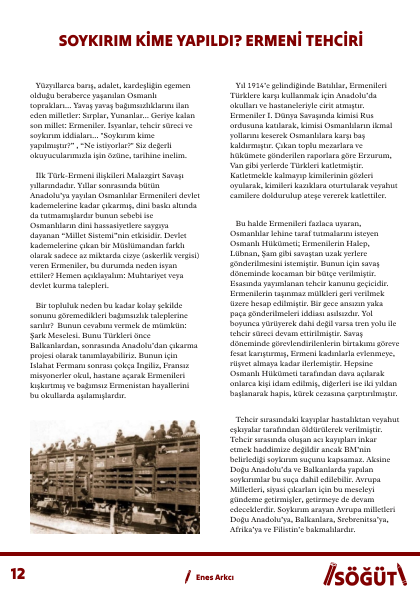 SOYKIRIM KİME YAPILDI? ERMENİ TEHCİRİ
Yüzyıllarca barış, adalet, kardeşliğin egemen
olduğu beraberce yaşanılan Osmanlı
toprakları... Yavaş yavaş bağımsızlıklarını ilan
eden milletler: Sırplar, Yunanlar... Geriye kalan
son millet: Ermeniler. İsyanlar, tehcir süreci ve
soykırım iddiaları... "Soykırım kime
yapılmıştır?" , “Ne istiyorlar?" Siz değerli
okuyucularımızla işin özüne, tarihine inelim.
İlk Türk-Ermeni ilişkileri Malazgirt Savaşı
yıllarındadır. Yıllar sonrasında bütün
Anadolu’ya yayılan Osmanlılar Ermenileri devlet
kademelerine kadar çıkarmış, dini baskı altında
da tutmamışlardır bunun sebebi ise
Osmanlıların dini hassasiyetlere saygıya
dayanan “Millet Sistemi”nin etkisidir. Devlet
kademelerine çıkan bir Müslümandan farklı
olarak sadece az miktarda cizye (askerlik vergisi)
veren Ermeniler, bu durumda neden isyan
ettiler? Hemen açıklayalım: Muhtariyet veya
devlet kurma talepleri.
Bir topluluk neden bu kadar kolay şekilde
sonunu göremedikleri bağımsızlık taleplerine
sarılır? Bunun cevabını vermek de mümkün:
Şark Meselesi. Bunu Türkleri önce
Balkanlardan, sonrasında Anadolu’dan çıkarma
projesi olarak tanımlayabiliriz. Bunun için
Islahat Fermanı sonrası çokça İngiliz, Fransız
misyonerler okul, hastane açarak Ermenileri
kışkırtmış ve bağımsız Ermenistan hayallerini
bu okullarda aşılamışlardır.
Yıl 1914’e gelindiğinde Batılılar, Ermenileri
Türklere karşı kullanmak için Anadolu’da
okulları ve hastaneleriyle cirit atmıştır.
Ermeniler I. Dünya Savaşında kimisi Rus
ordusuna katılarak, kimisi Osmanlıların ikmal
yollarını keserek Osmanlılara karşı baş
kaldırmıştır. Çıkan toplu mezarlara ve
hükümete gönderilen raporlara göre Erzurum,
Van gibi yerlerde Türkleri katletmiştir.
Katletmekle kalmayıp kimilerinin gözleri
oyularak, kimileri kazıklara oturtularak veyahut
camilere doldurulup ateşe vererek katlettiler.
Bu halde Ermenileri fazlaca uyaran,
Osmanlılar lehine taraf tutmalarını isteyen
Osmanlı Hükümeti; Ermenilerin Halep,
Lübnan, Şam gibi savaştan uzak yerlere
gönderilmesini istemiştir. Bunun için savaş
döneminde kocaman bir bütçe verilmiştir.
Esasında yayımlanan tehcir kanunu geçicidir.
Ermenilerin taşınmaz mülkleri geri verilmek
üzere hesap edilmiştir. Bir gece ansızın yaka
paça gönderilmeleri iddiası asılsızdır. Yol
boyunca yürüyerek dahi değil varsa tren yolu ile
tehcir süreci devam ettirilmiştir. Savaş
döneminde görevlendirilenlerin birtakımı göreve
fesat karıştırmış, Ermeni kadınlarla evlenmeye,
rüşvet almaya kadar ilerlemiştir. Hepsine
Osmanlı Hükümeti tarafından dava açılarak
onlarca kişi idam edilmiş, diğerleri ise iki yıldan
başlanarak hapis, kürek cezasına çarptırılmıştır.
Tehcir sırasındaki kayıplar hastalıktan veyahut
eşkıyalar tarafından öldürülerek verilmiştir.
Tehcir sırasında oluşan acı kayıpları inkar
etmek haddimize değildir ancak BM’nin
belirlediği soykırım suçunu kapsamaz. Aksine
Doğu Anadolu’da ve Balkanlarda yapılan
soykırımlar bu suça dahil edilebilir. Avrupa
Milletleri, siyasi çıkarları için bu meseleyi
gündeme getirmişler, getirmeye de devam
edeceklerdir. Soykırım arayan Avrupa milletleri
Doğu Anadolu’ya, Balkanlara, Srebrenitsa’ya,
Afrika’ya ve Filistin’e bakmalılardır.
12
Enes Arkcı
SÖĞÜT